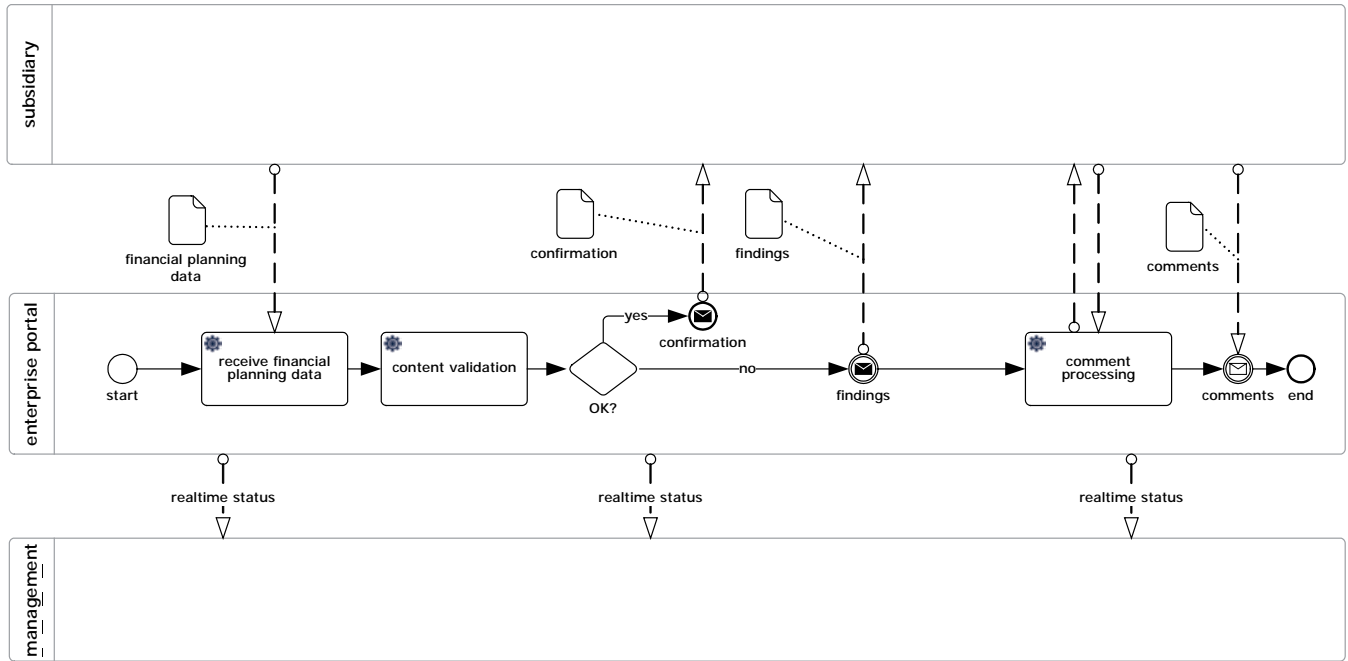 subsidiary
financial planning
data
confirmation
findings
comments
enterprise portal
start
receive financial
planning data
content validation
OK?
yes
confirmation
no
findings
comment
processing
comments
end
realtime status
realtime status
realtime status
management